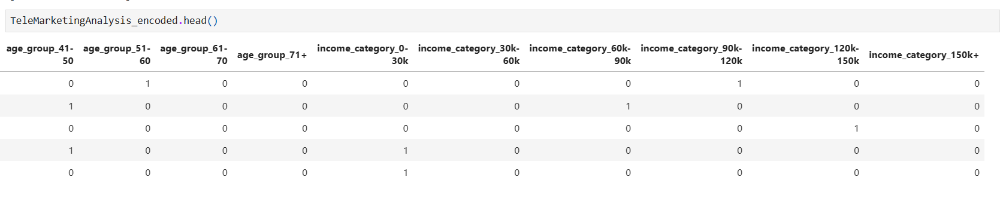 TeleMarketingAnalysis_encoded.head()
age_group_41-50 age_group_51-60 age_group_61-70 age_group_71+ income_category_0-30k income_category_30k-60k income_category_60k-90k income_category_90k-120k income_category_120k-150k income_category_150k+
0 1 0 0 0 0 0 1 0 0
1 0 0 0 0 0 1 0 0 0
0 0 0 0 0 0 0 0 1 0
1 0 0 0 1 0 0 0 0 0
0 0 0 0 1 0 0 0 0 0